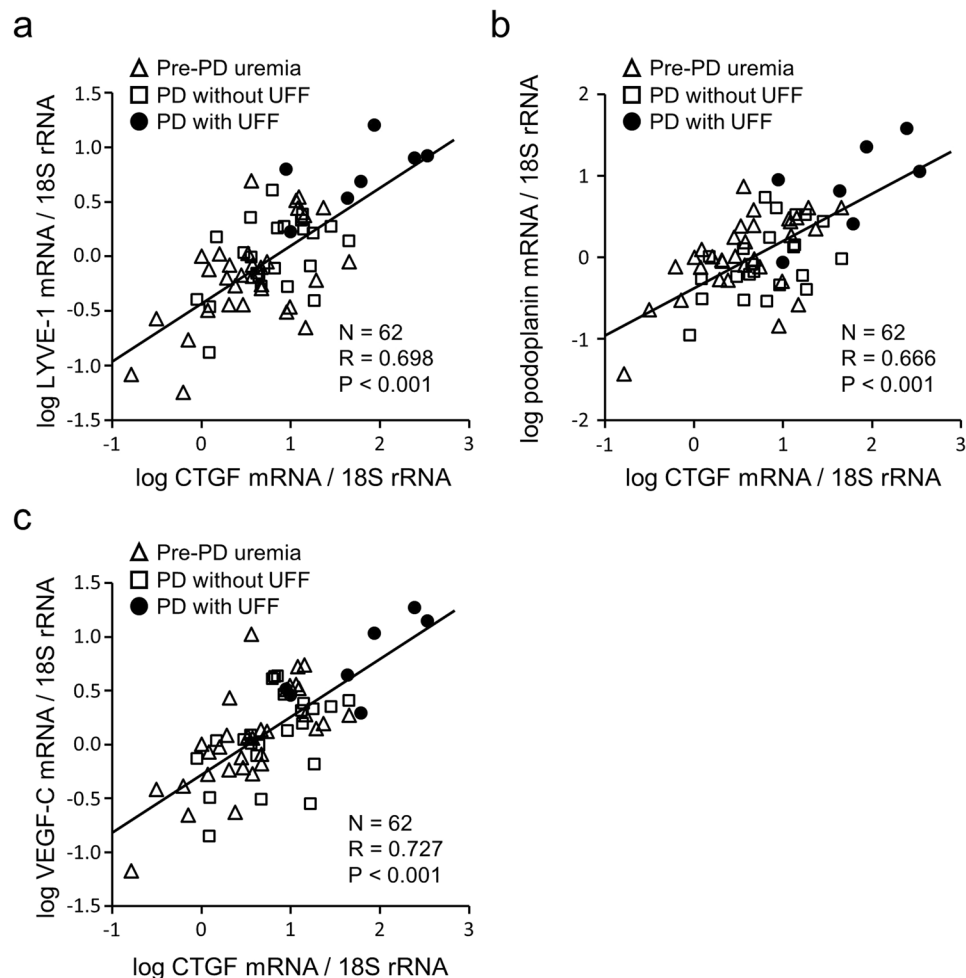 a
Pre-PD uremia
PD without UFF
PD with UFF
log LYVE-1 mRNA / 18S rRNA
1.5
1.0
0.5
0.0
-0.5
-1.0
-1.5
N = 62
R = 0.698
P < 0.001
-1 0 1 2 3
log CTGF mRNA / 18S rRNA
b
Pre-PD uremia
PD without UFF
PD with UFF
log podoplanin mRNA / 18S rRNA
2
1
0
-1
-2
N = 62
R = 0.666
P < 0.001
-1 0 1 2 3
log CTGF mRNA / 18S rRNA
c
Pre-PD uremia
PD without UFF
PD with UFF
log VEGF-C mRNA / 18S rRNA
1.5
1.0
0.5
0.0
-0.5
-1.0
-1.5
N = 62
R = 0.727
P < 0.001
-1 0 1 2 3
log CTGF mRNA / 18S rRNA